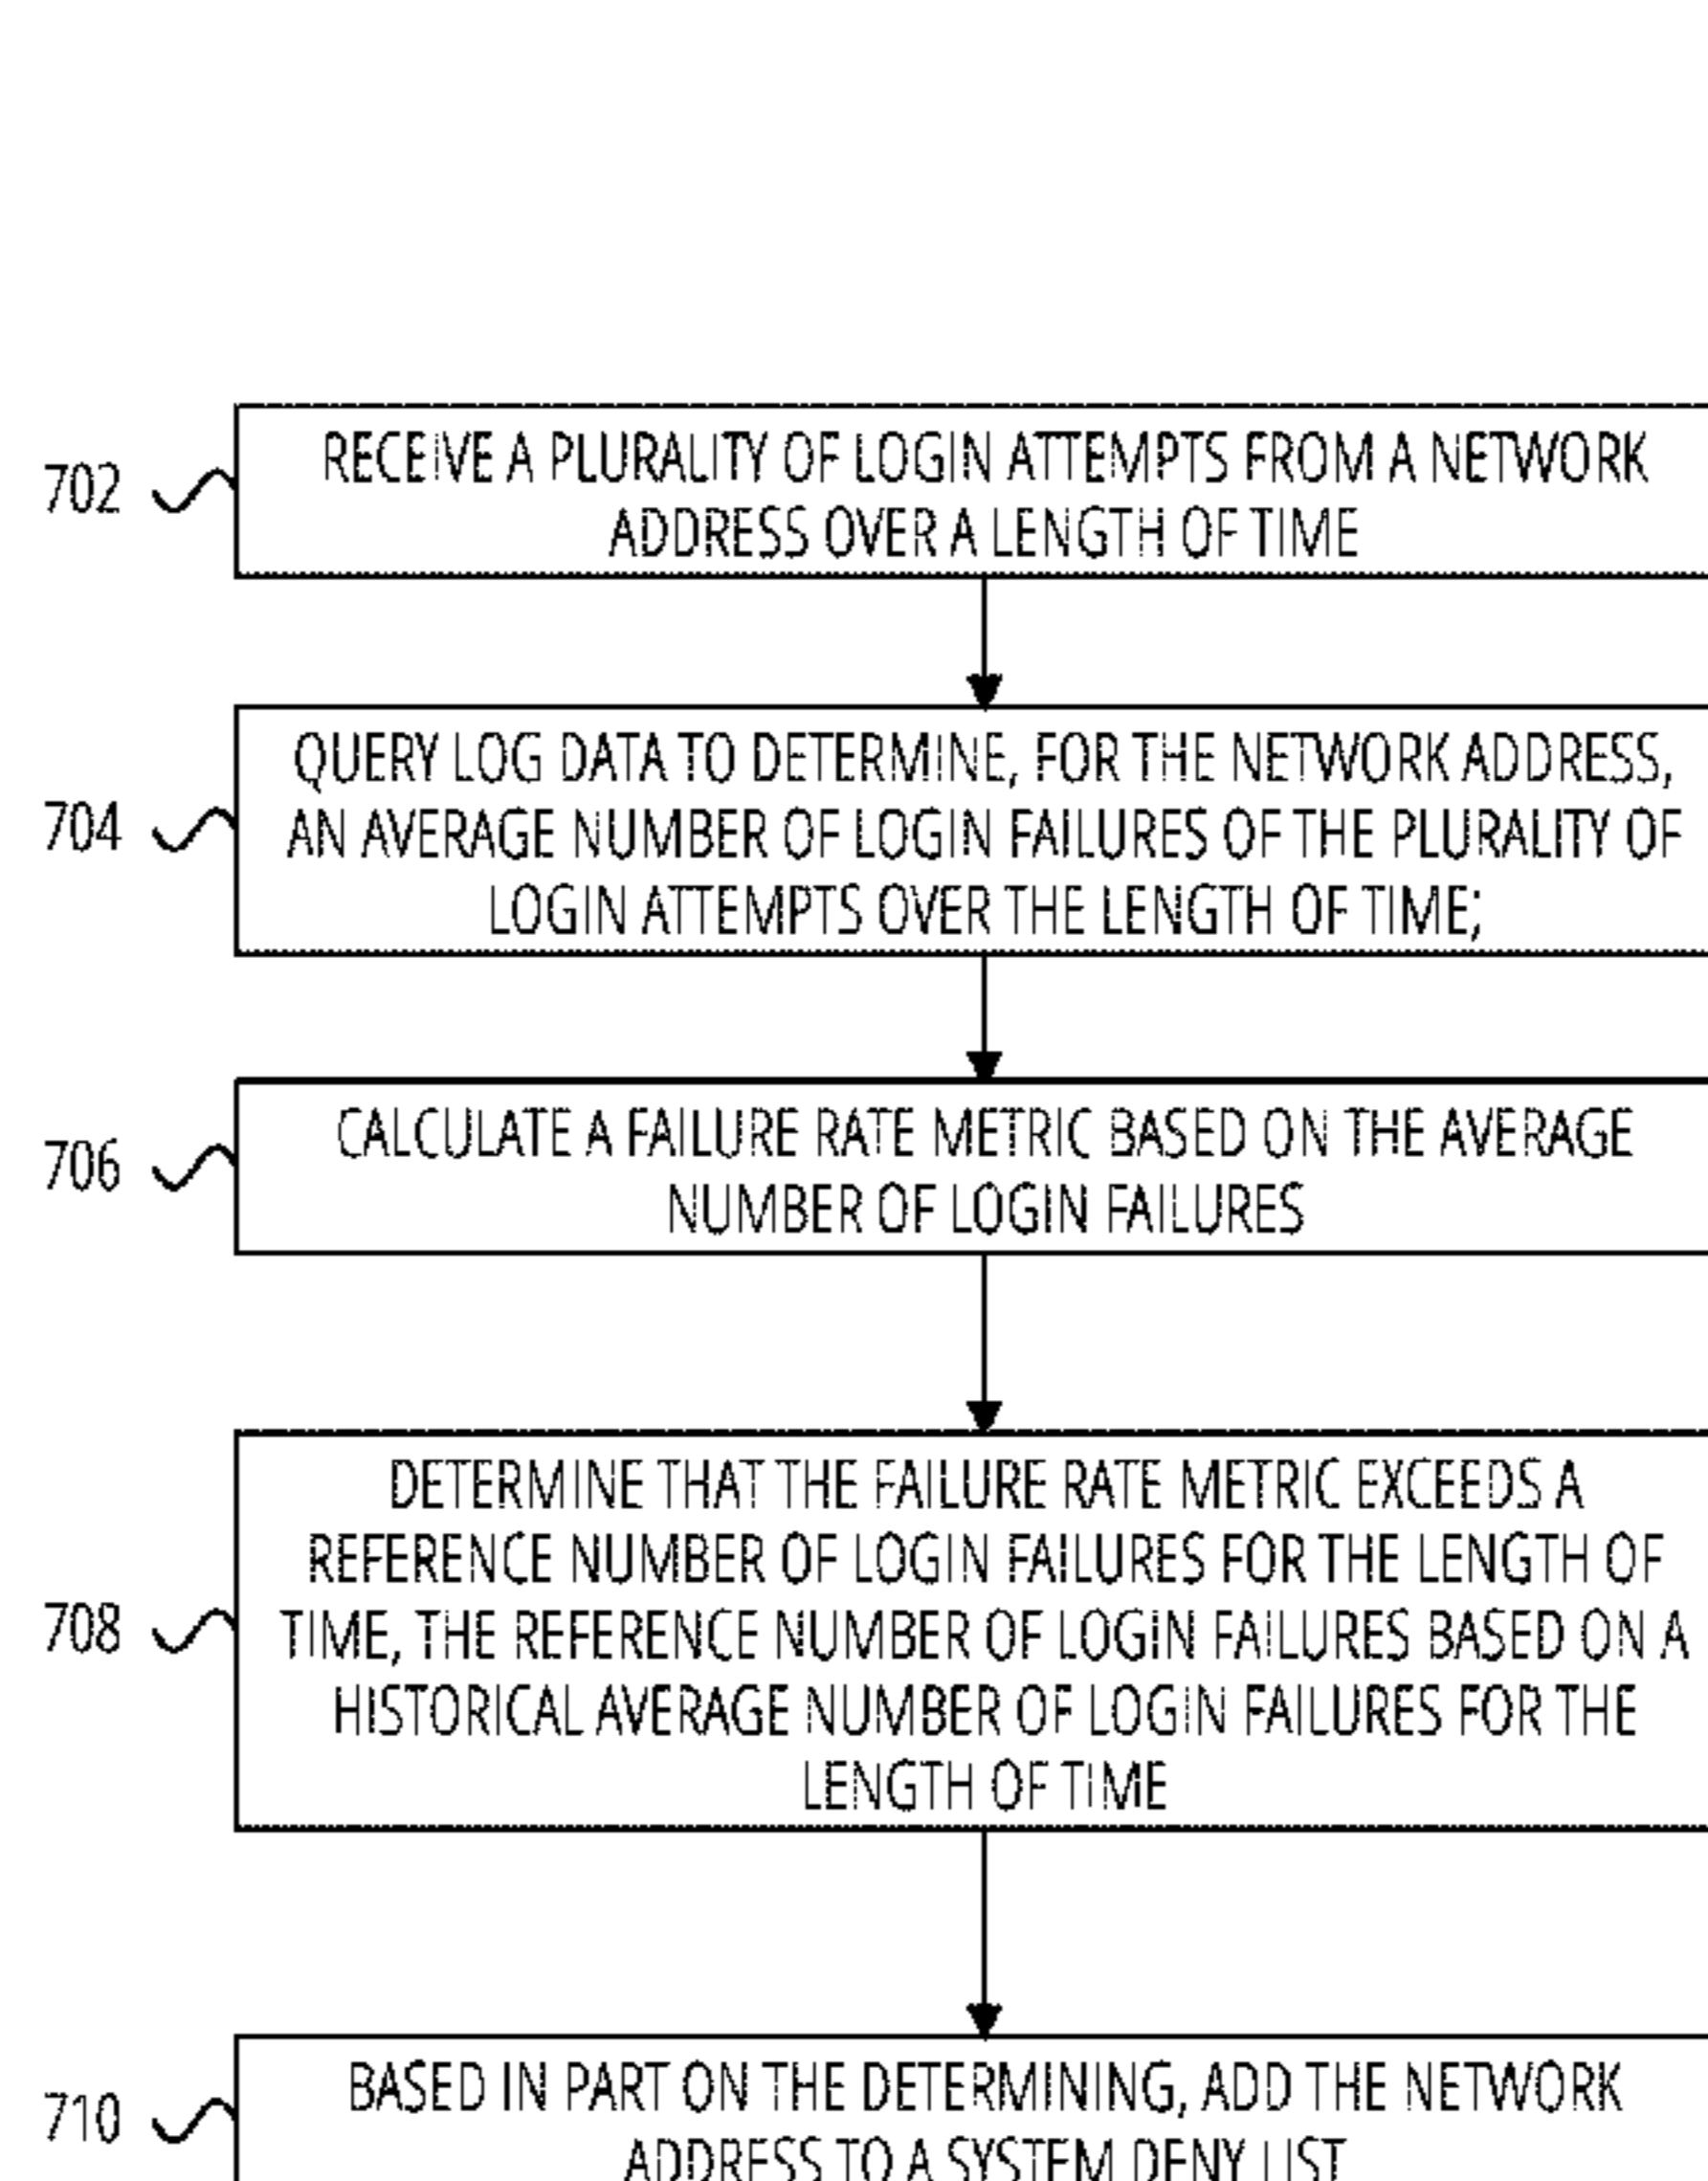 702
RECEIVE A PLURALITY OF LOGIN ATTEMPTS FROM A NETWORK
ADDRESS OVER A LENGTH OF TIME
704
QUERY LOG DATA TO DETERMINE, FOR THE NETWORK ADDRESS,
AN AVERAGE NUMBER OF LOGIN FAILURES OF THE PLURALITY OF
LOGIN ATTEMPTS OVER THE LENGTH OF TIME;
706
CALCULATE A FAILURE RATE METRIC BASED ON THE AVERAGE
NUMBER OF LOGIN FAILURES
708
DETERMINE THAT THE FAILURE RATE METRIC EXCEEDS A
REFERENCE NUMBER OF LOGIN FAILURES FOR THE LENGTH OF
TIME, THE REFERENCE NUMBER OF LOGIN FAILURES BASED ON A
HISTORICAL AVERAGE NUMBER OF LOGIN FAILURES FOR THE
LENGTH OF TIME
710
BASED IN PART ON THE DETERMINING, ADD THE NETWORK
ADDRESS TO A SYSTEM DENY LIST